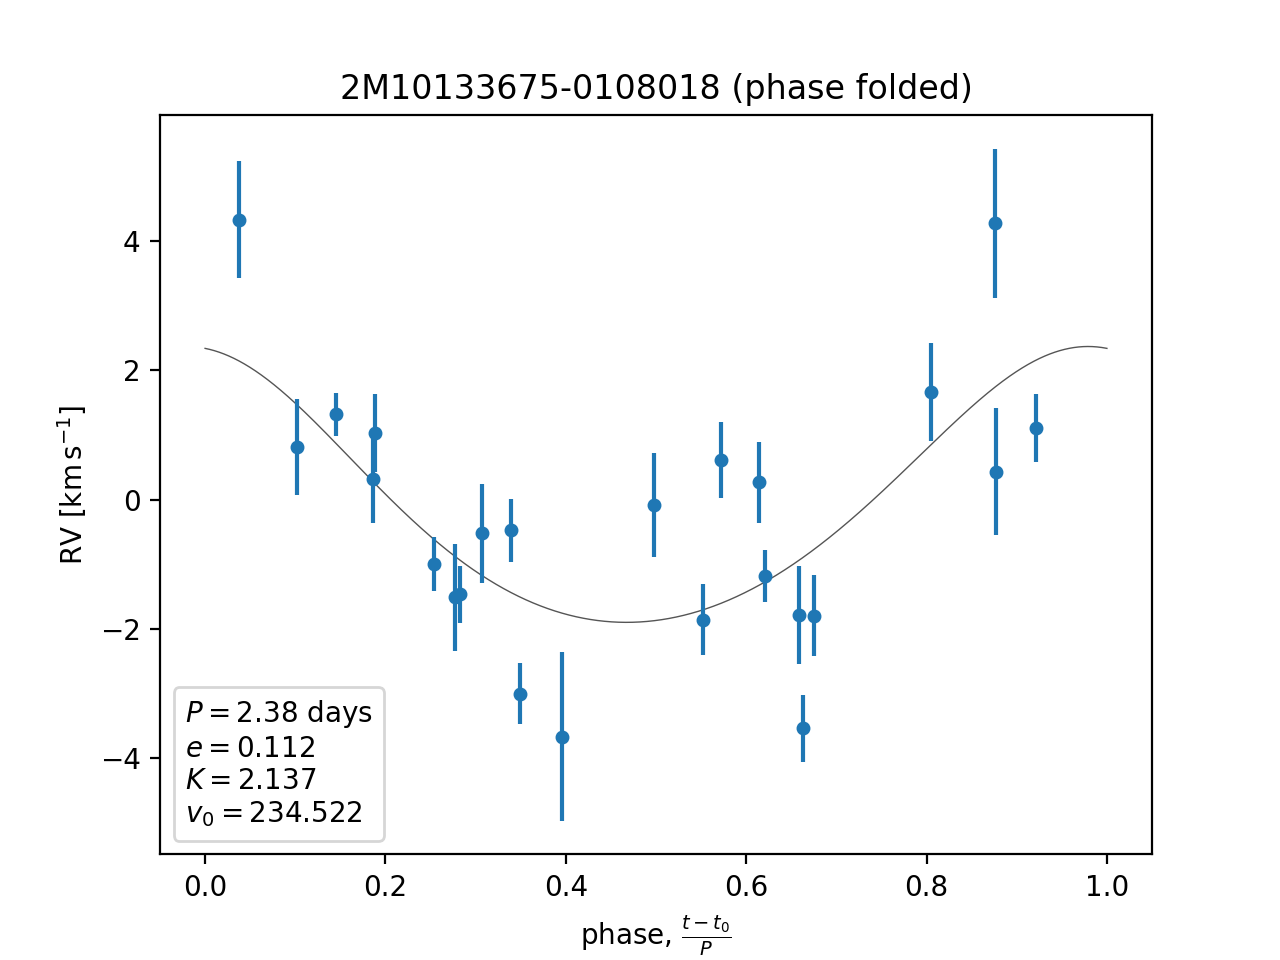 2M10133675-0108018 (phase folded)
RV [km s⁻¹]
4
2
0
−2
−4
P = 2.38 days
e = 0.112
K = 2.137
v₀ = 234.522
0.0 0.2 0.4 0.6 0.8 1.0
phase, (t − t₀)/P